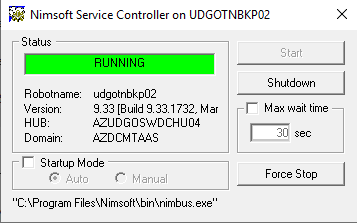 Nimsoft Service Controller on UDGOTNBKP02
Status
RUNNING
Robotname: udgotnbkp02
Version: 9.33 [Build 9.33.1732, Mar
HUB: AZUDGOSWDCHU04
Domain: AZDCMTAAS
Start
Shutdown
Max wait time
30 sec
Startup Mode
Auto Manual
Force Stop
"C:\Program Files\Nimsoft\bin\nimbus.exe"